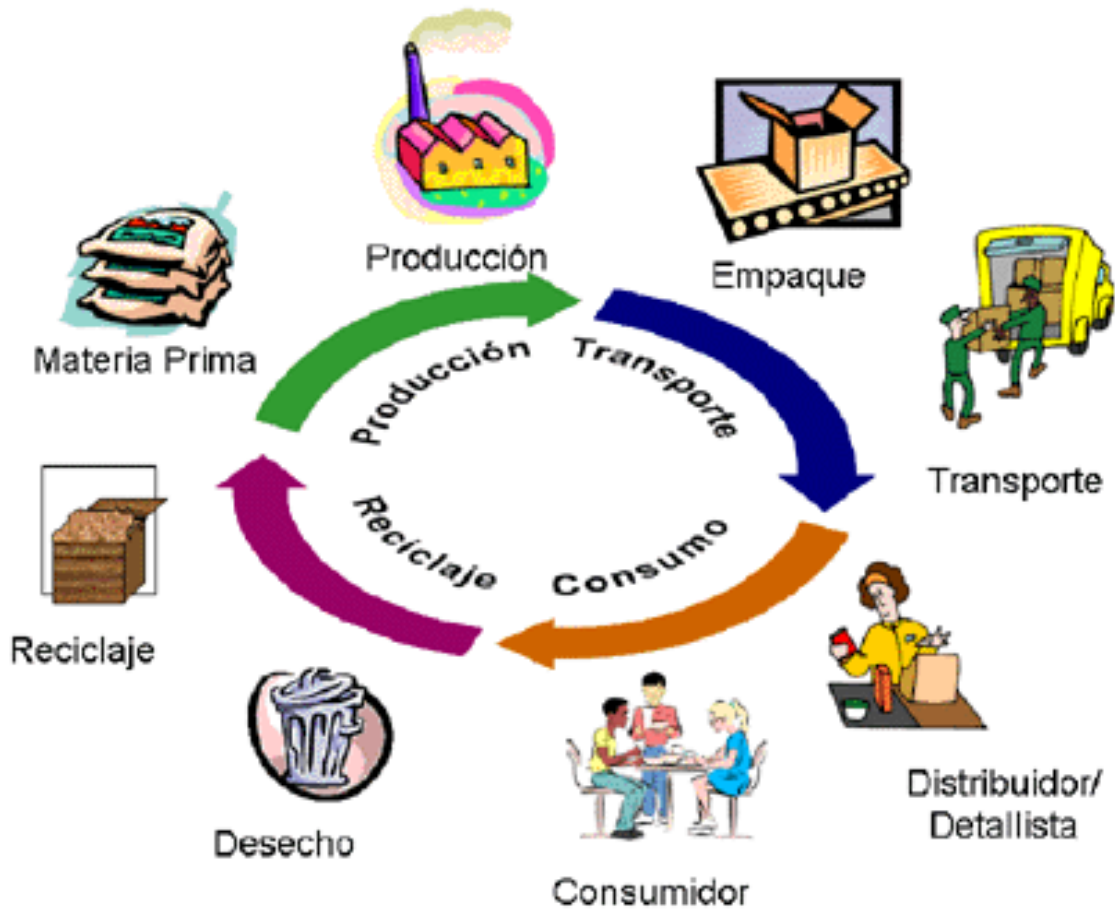 Producción
Empaque
Materia Prima
Producción
Transporte
Transporte
Reciclaje
Consumo
Reciclaje
Distribuidor/
Detallista
Desecho
Consumidor